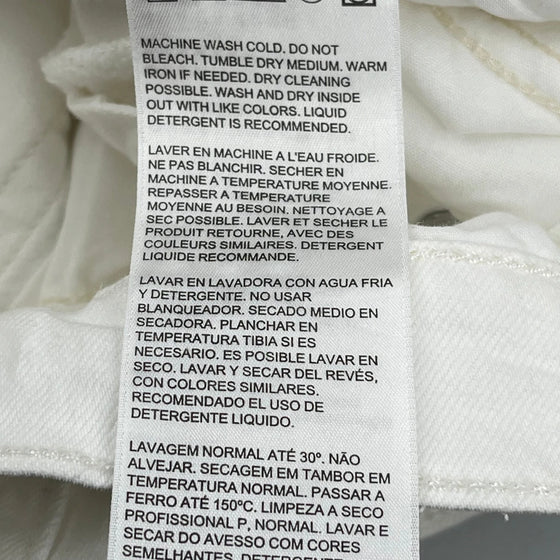 MACHINE WASH COLD. DO NOT
BLEACH. TUMBLE DRY MEDIUM. WARM
IRON IF NEEDED. DRY CLEANING
POSSIBLE. WASH AND DRY INSIDE
OUT WITH LIKE COLORS. LIQUID
DETERGENT IS RECOMMENDED.
LAVER EN MACHINE A L'EAU FROIDE.
NE PAS BLANCHIR. SECHER EN
MACHINE A TEMPERATURE MOYENNE.
REPASSER A TEMPERATURE
MOYENNE AU BESOIN. NETTOYAGE A
SEC POSSIBLE. LAVER ET SECHER LE
PRODUIT RETOURNE, AVEC DES
COULEURS SIMILAIRES. DETERGENT
LIQUIDE RECOMMANDE.
LAVAR EN LAVADORA CON AGUA FRIA
Y DETERGENTE. NO USAR
BLANQUEADOR. SECADO MEDIO EN
SECADORA. PLANCHAR EN
TEMPERATURA TIBIA SI ES
NECESARIO. ES POSIBLE LAVAR EN
SECO. LAVAR Y SECAR DEL REVÉS,
CON COLORES SIMILARES.
RECOMENDADO EL USO DE
DETERGENTE LIQUIDO.
LAVAGEM NORMAL ATÉ 30º. NÃO
ALVEJAR. SECAGEM EM TAMBOR EM
TEMPERATURA NORMAL. PASSAR A
FERRO ATÉ 150ºC. LIMPEZA A SECO
PROFISSIONAL P, NORMAL. LAVAR E
SECAR DO AVESSO COM CORES
SEMELHANTES. DETERGENTE